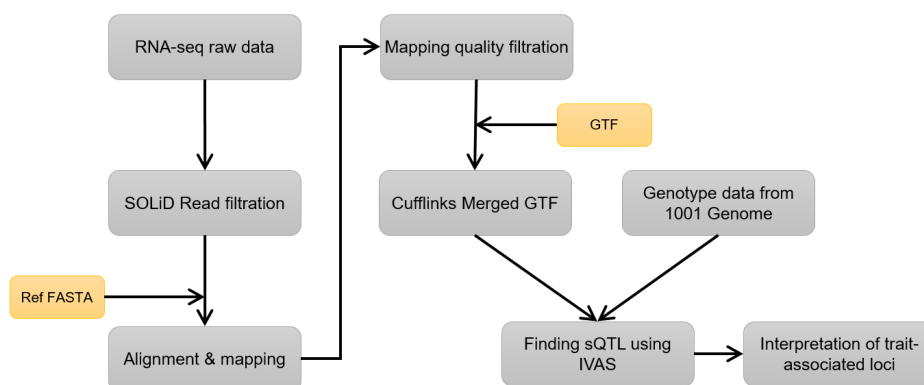 RNA-seq raw data
Mapping quality filtration
GTF
SOLiD Read filtration
Cufflinks Merged GTF
Genotype data from
1001 Genome
Ref FASTA
Alignment & mapping
Finding sQTL using
IVAS
Interpretation of trait-
associated loci